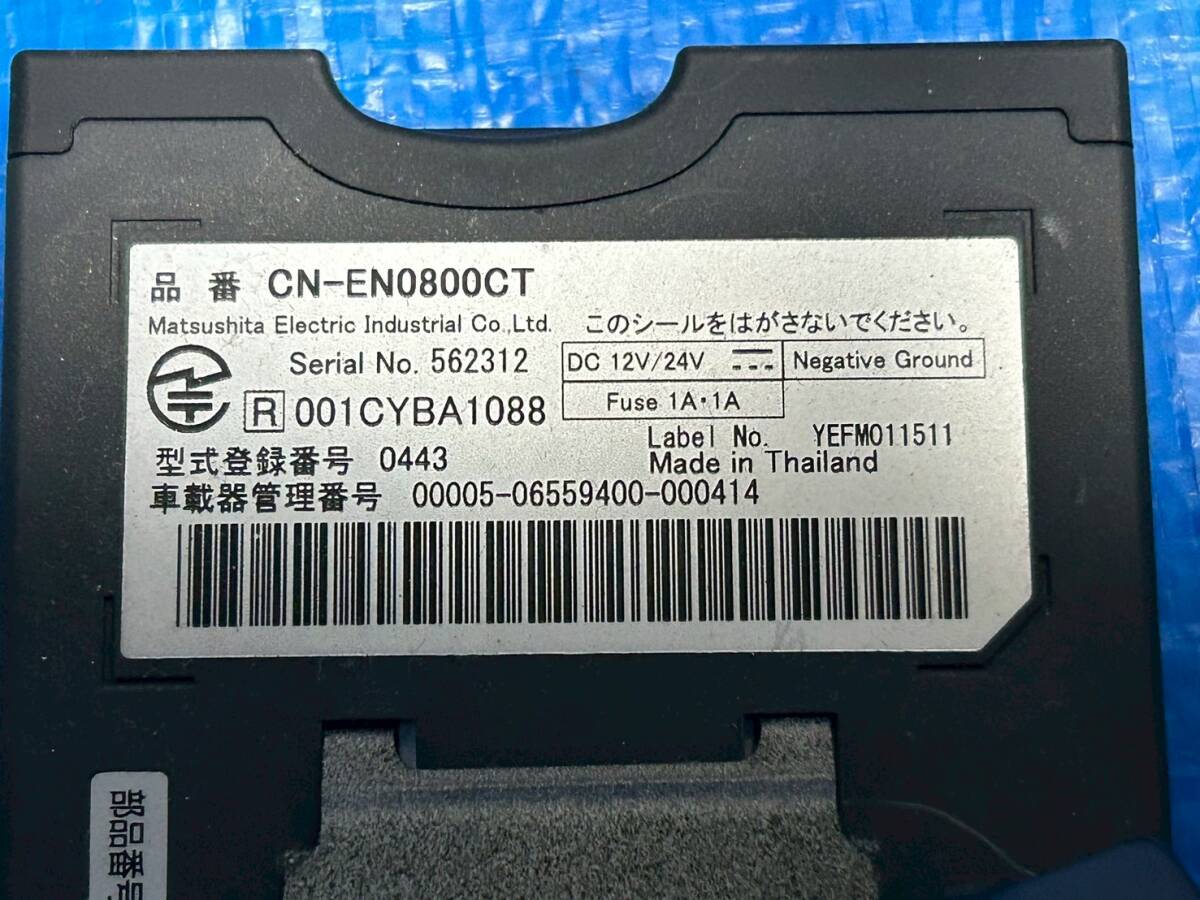 品 番 CN-EN0800CT
Matsushita Electric Industrial Co.,Ltd. このシールをはがさないでください。
Serial No. 562312
DC 12V/24V Negative Ground
Fuse 1A・1A
R 001CYBA1088
Label No. YEFM011511
型式登録番号 0443
Made in Thailand
車載器管理番号 00005-06559400-000414
部品番号